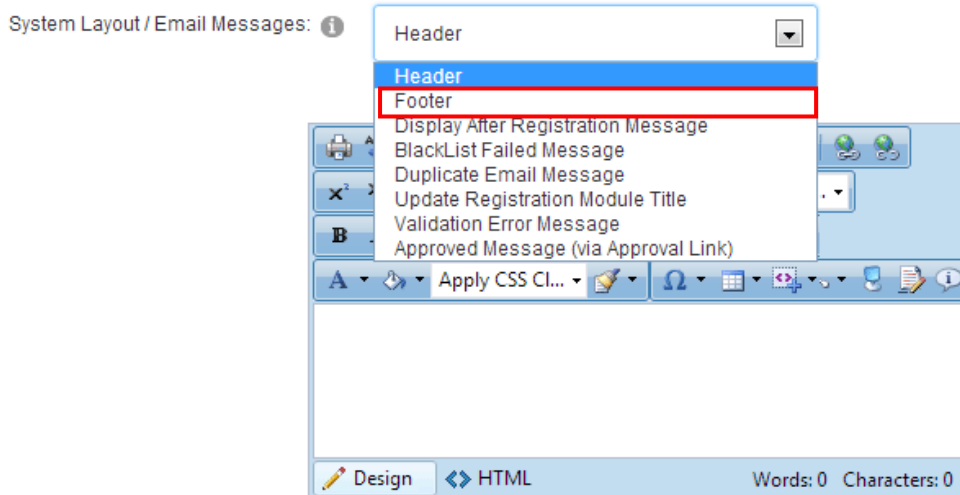 System Layout / Email Messages:
Header
Header
Footer
Display After Registration Message
BlackList Failed Message
Duplicate Email Message
Update Registration Module Title
Validation Error Message
Approved Message (via Approval Link)
B
A Apply CSS Cl... Ω
Design <> HTML Words: 0 Characters: 0